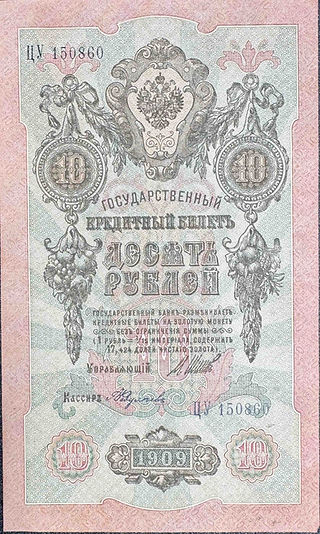 ЦУ 150860
10 10
ГОСУДАРСТВЕННЫЙ
КРЕДИТНЫЙ БИЛЕТЪ
ДЕСЯТЬ
РУБЛЕЙ
ГОСУДАРСТВЕННЫЙ БАНКЪ РАЗМѢНИВАЕТЪ
КРЕДИТНЫЕ БИЛЕТЫ НА ЗОЛОТУЮ МОНЕТУ
БЕЗЪ ОГРАНИЧЕНІЯ СУММЫ
(1 РУБЛЬ = 1/15 ИМПЕРІАЛА, СОДЕРЖИТЪ
17,424 ДОЛЕЙ ЧИСТАГО ЗОЛОТА).
Управляющій
Кассиръ
ЦУ 150860
10 1909 10